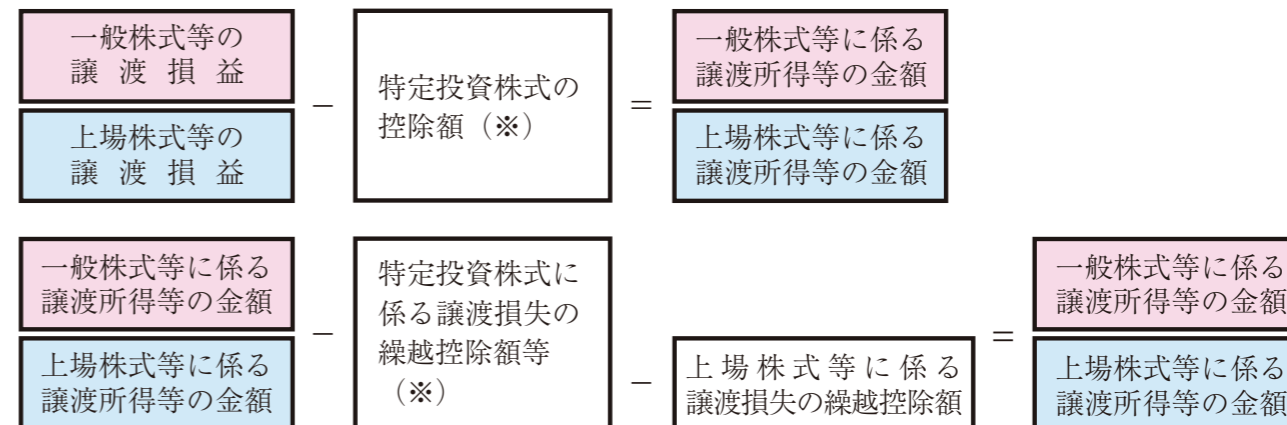 一般株式等の
譲渡損益
上場株式等の
譲渡損益
−
特定投資株式の
控除額（※）
=
一般株式等に係る
譲渡所得等の金額
上場株式等に係る
譲渡所得等の金額
一般株式等に係る
譲渡所得等の金額
上場株式等に係る
譲渡所得等の金額
−
特定投資株式に
係る譲渡損失の
繰越控除額等
（※）
−
上場株式等に係る
譲渡損失の繰越控除額
=
一般株式等に係る
譲渡所得等の金額
上場株式等に係る
譲渡所得等の金額